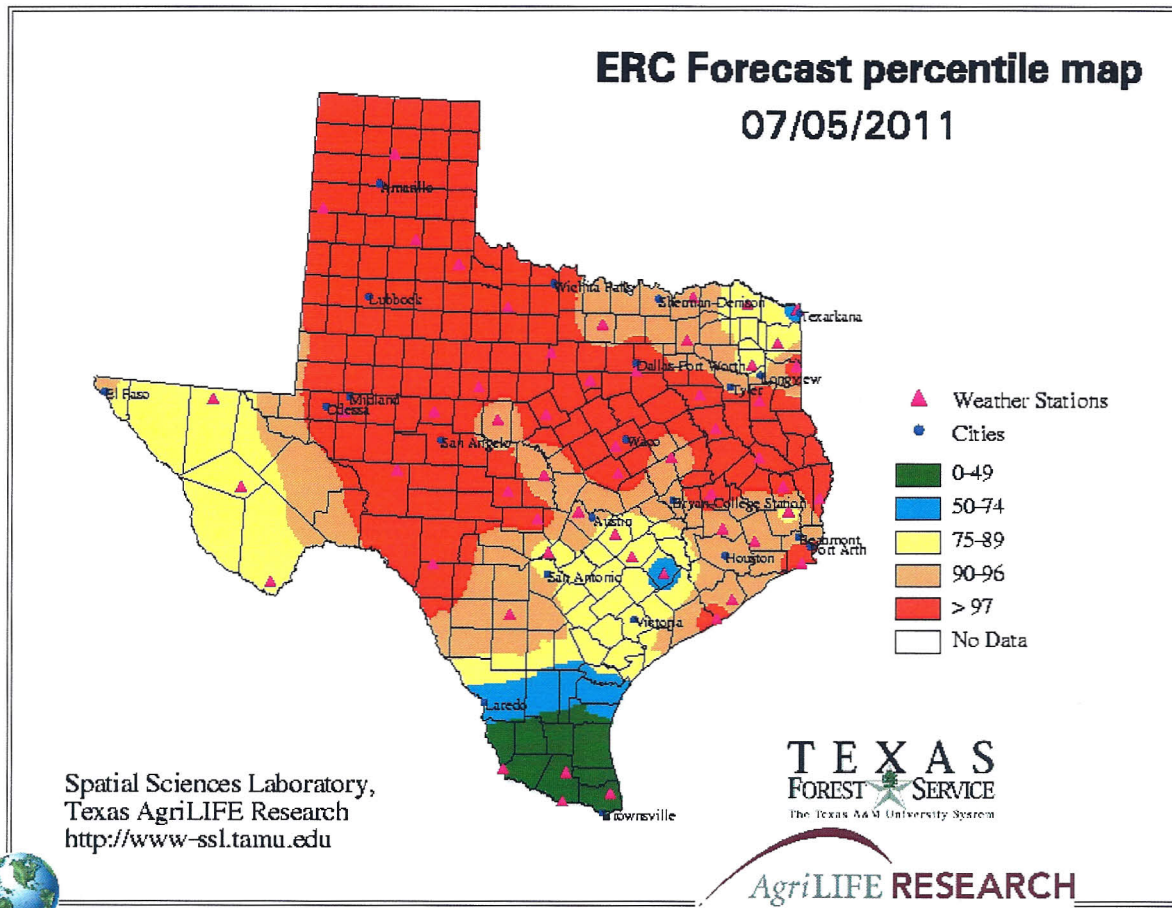 ERC Forecast percentile map
07/05/2011
Amarillo
Lubbock
Wichita Falls
Sherman-Denison
Texarkana
Dallas-Fort Worth
Longview
Tyler
El Paso
Midland
Odessa
San Angelo
Waco
Bryan-College Station
Austin
Beaumont
Port Arth
Houston
San Antonio
Victoria
Laredo
Brownsville
Weather Stations
Cities
0-49
50-74
75-89
90-96
> 97
No Data
Spatial Sciences Laboratory,
Texas AgriLIFE Research
http://www-ssl.tamu.edu
TEXAS
FOREST SERVICE
The Texas A&M University System
AgriLIFE RESEARCH